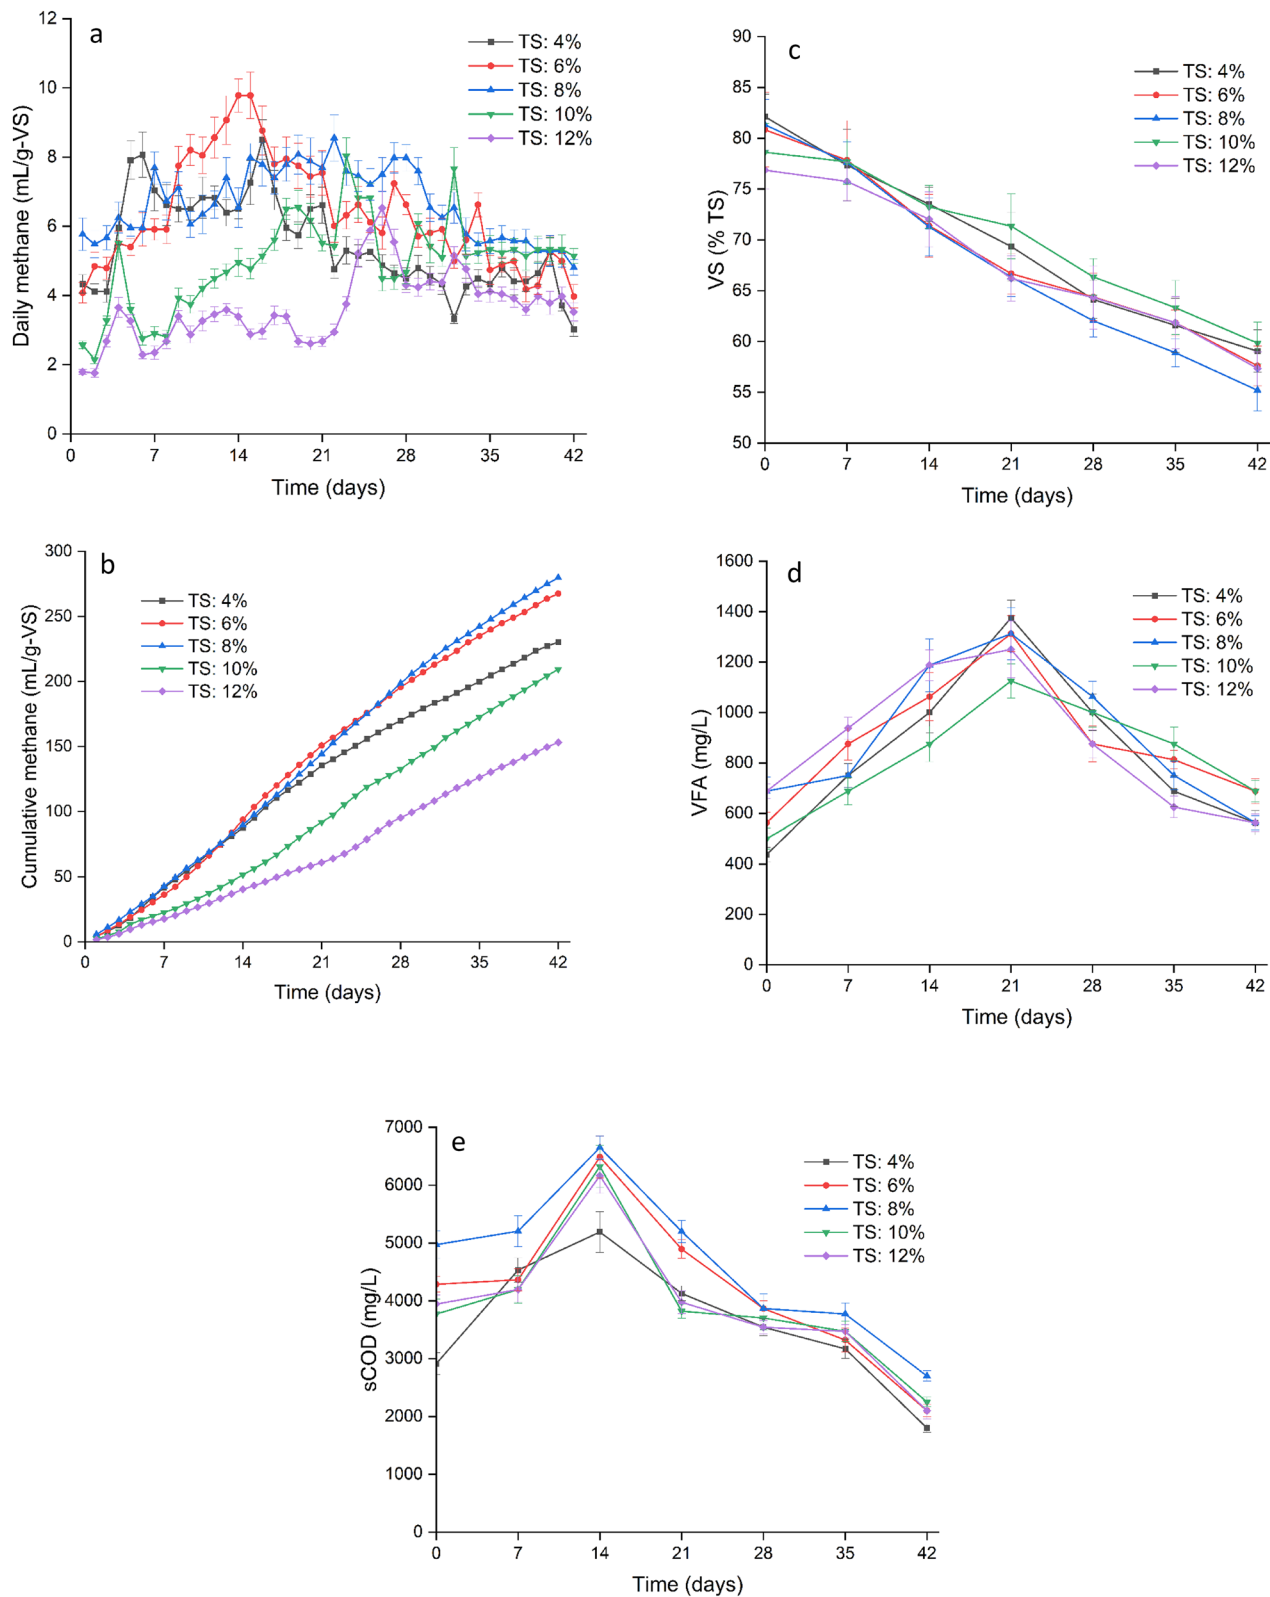 a
12
10
8
6
4
2
0
Daily methane (mL/g-VS)
TS: 4%
TS: 6%
TS: 8%
TS: 10%
TS: 12%
0 7 14 21 28 35 42
Time (days)
c
90
85
80
75
70
65
60
55
50
VS (% TS)
TS: 4%
TS: 6%
TS: 8%
TS: 10%
TS: 12%
0 7 14 21 28 35 42
Time (days)
b
300
250
200
150
100
50
0
Cumulative methane (mL/g-VS)
TS: 4%
TS: 6%
TS: 8%
TS: 10%
TS: 12%
0 7 14 21 28 35 42
Time (days)
d
1600
1400
1200
1000
800
600
400
200
0
VFA (mg/L)
TS: 4%
TS: 6%
TS: 8%
TS: 10%
TS: 12%
0 7 14 21 28 35 42
Time (days)
e
7000
6000
5000
4000
3000
2000
1000
0
sCOD (mg/L)
TS: 4%
TS: 6%
TS: 8%
TS: 10%
TS: 12%
0 7 14 21 28 35 42
Time (days)